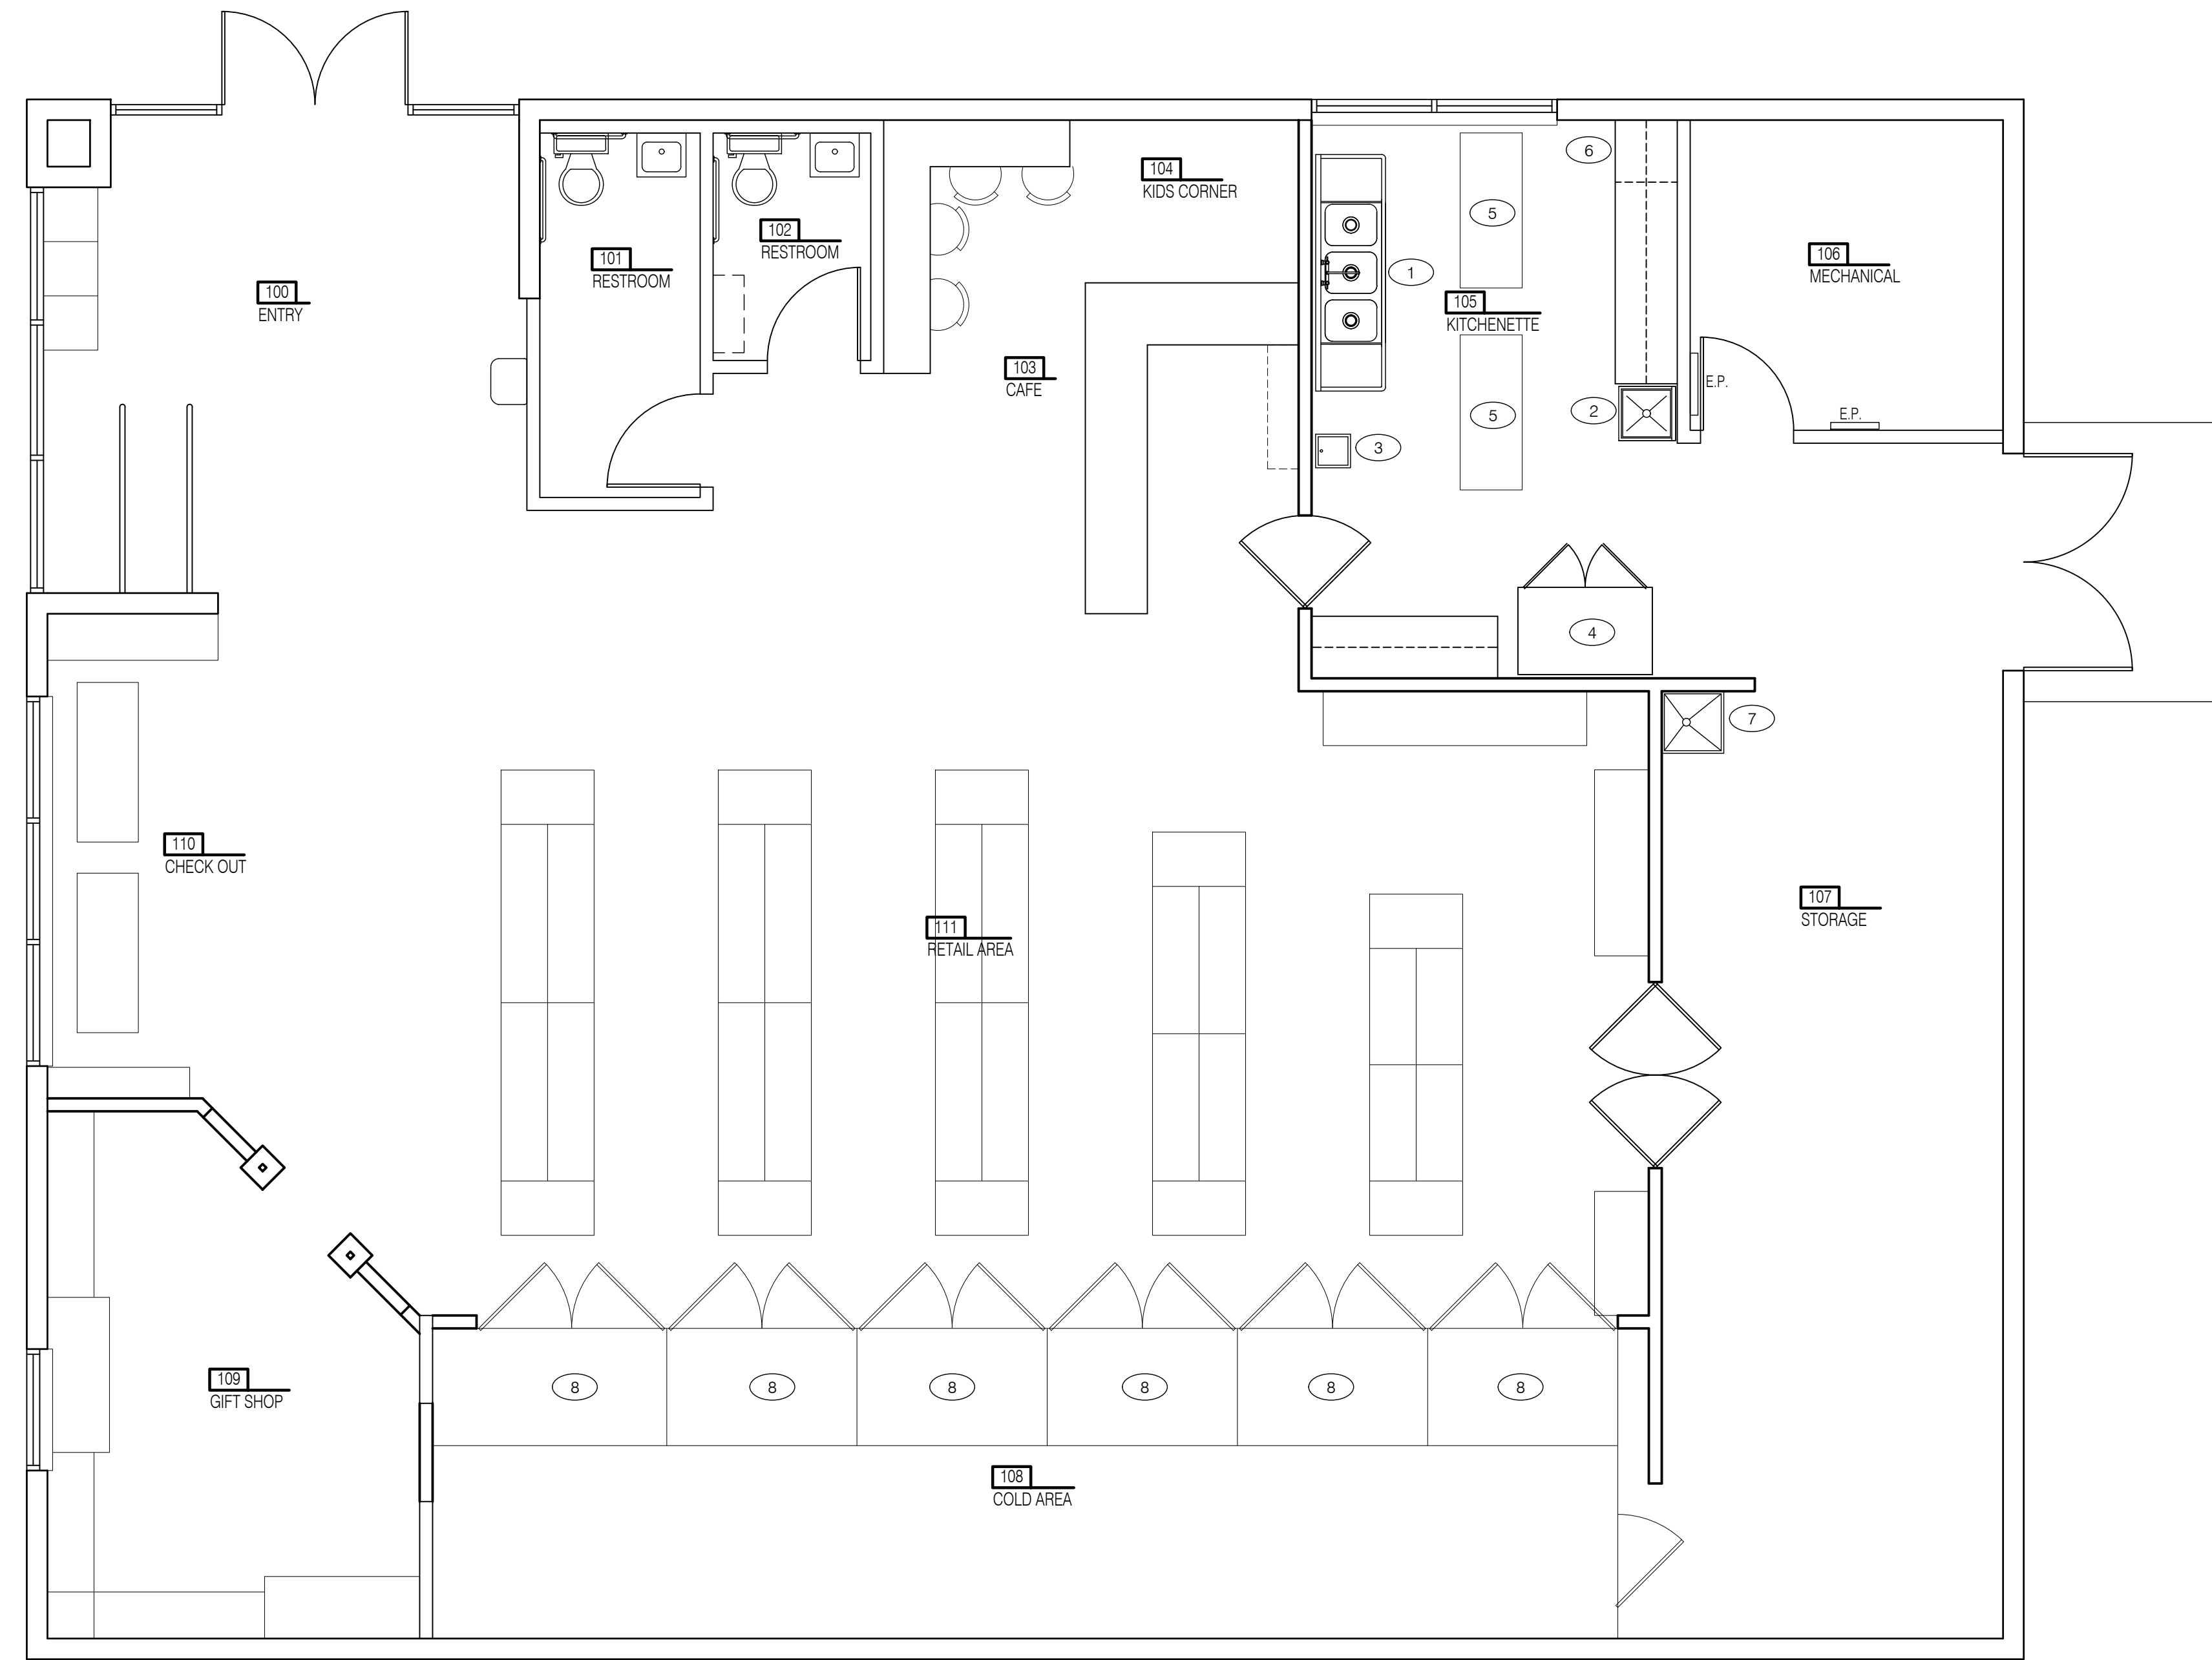 104
KIDS CORNER
6
5
102
RESTROOM
101
RESTROOM
106
MECHANICAL
1
100
ENTRY
105
KITCHENETTE
103
CAFE
E.P.
E.P.
2
5
3
4
7
110
CHECK OUT
107
STORAGE
111
RETAIL AREA
109
GIFT SHOP
8
8
8
8
8
8
108
COLD AREA